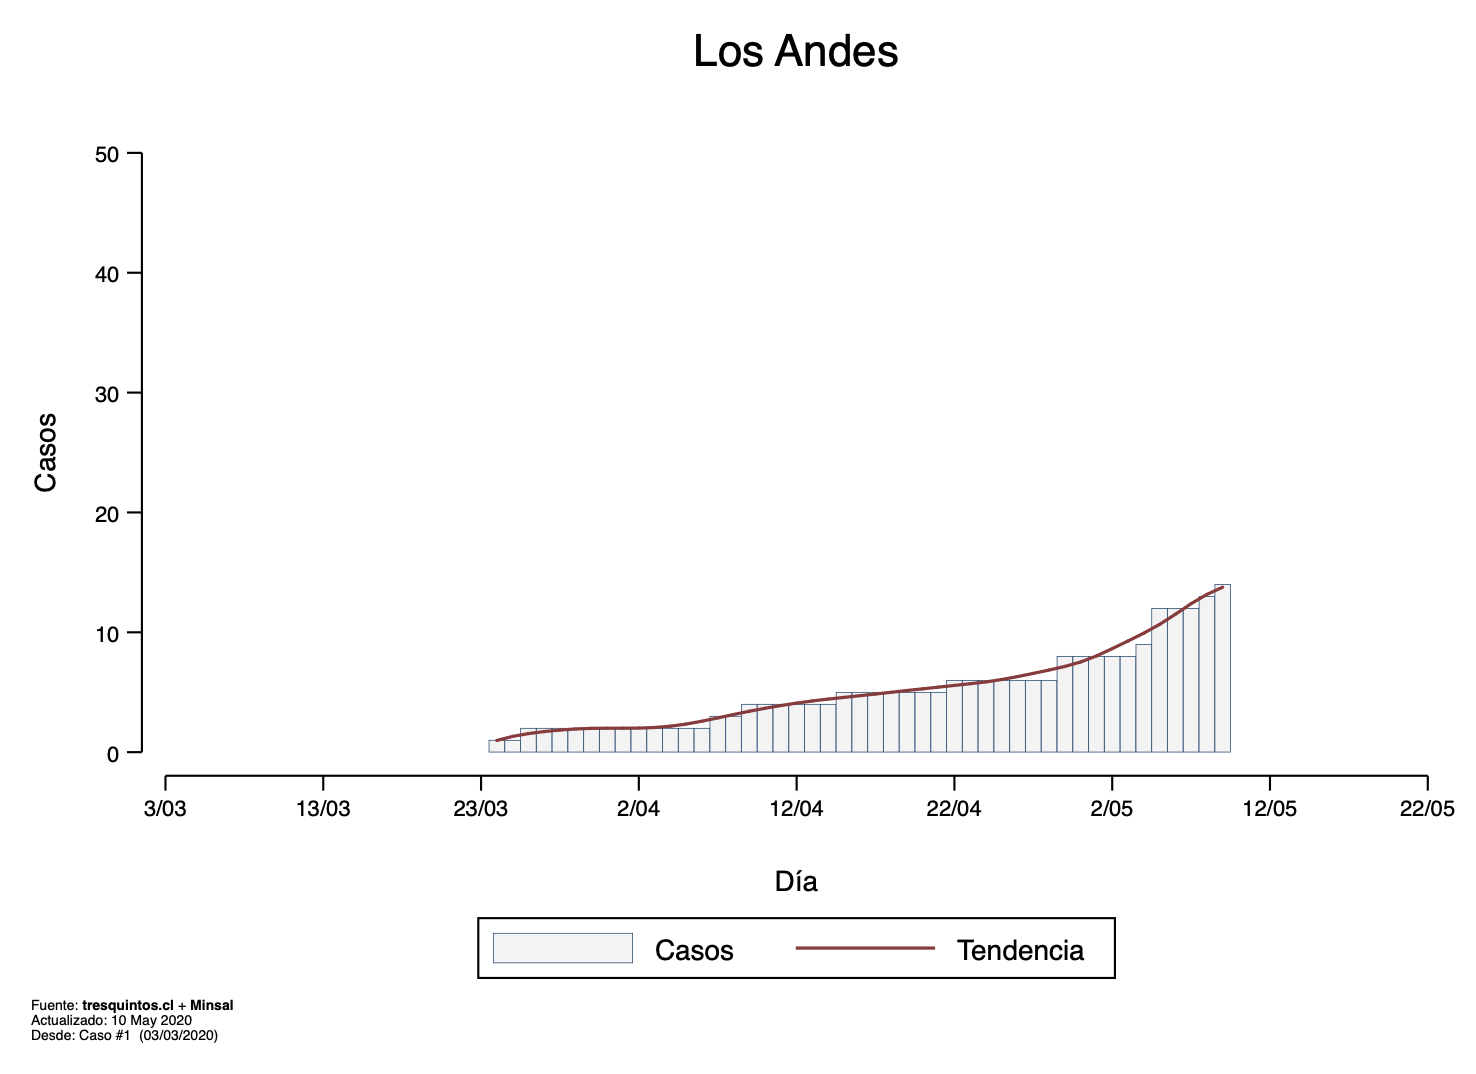 Los Andes
50
40
30
20
10
0
Casos
3/03 13/03 23/03 2/04 12/04 22/04 2/05 12/05 22/05
Día
Casos Tendencia
Fuente: tresquintos.cl + Minsal
Actualizado: 10 May 2020
Desde: Caso #1 (03/03/2020)